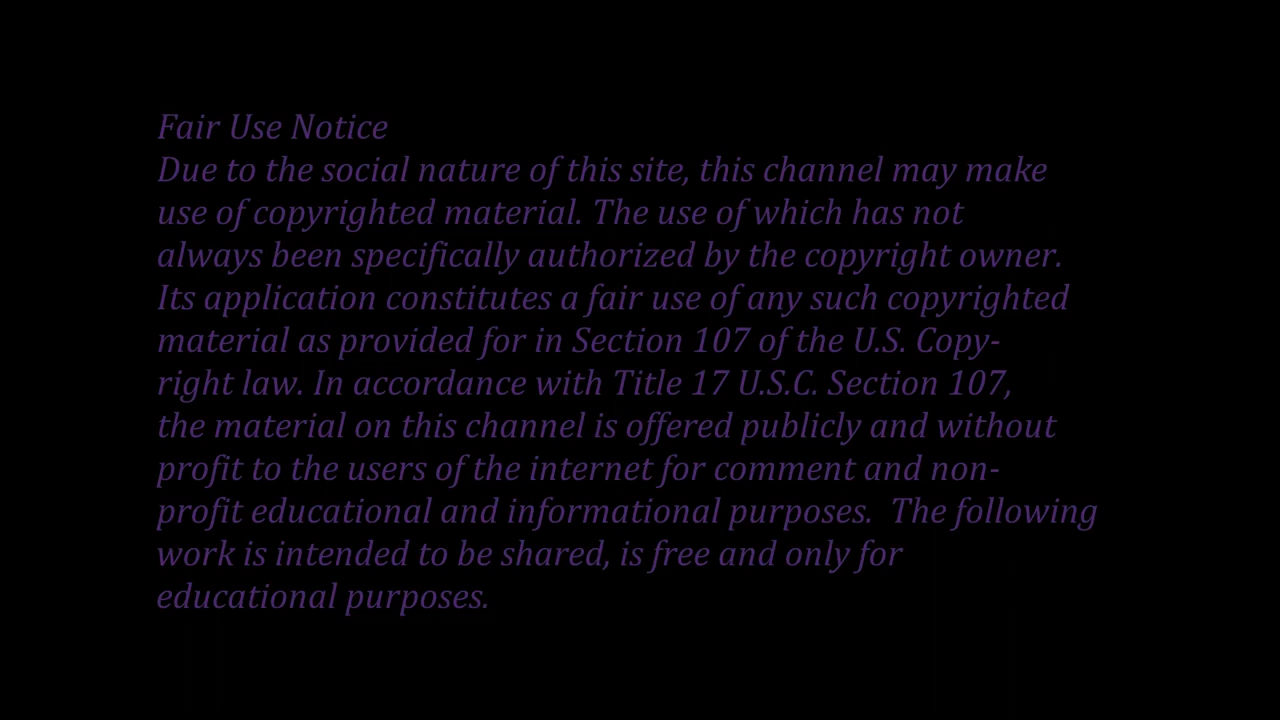 Fair Use Notice
Due to the social nature of this site, this channel may make
use of copyrighted material. The use of which has not
always been specifically authorized by the copyright owner.
Its application constitutes a fair use of any such copyrighted
material as provided for in Section 107 of the U.S. Copy-
right law. In accordance with Title 17 U.S.C. Section 107,
the material on this channel is offered publicly and without
profit to the users of the internet for comment and non-
profit educational and informational purposes.  The following
work is intended to be shared, is free and only for
educational purposes.